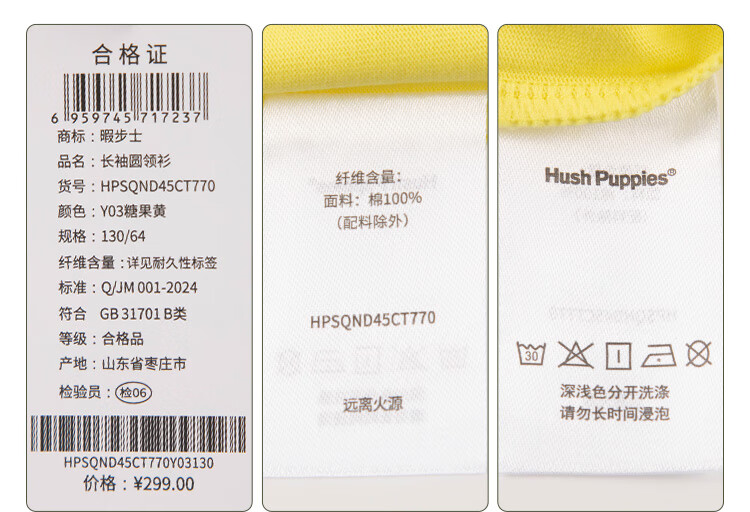 合格证
6 959745 717237
商标：暇步士
品名：长袖圆领衫
货号：HPSQND45CT770
颜色：Y03糖果黄
规格：130/64
纤维含量：详见耐久性标签
标准：Q/JM 001-2024
符合 GB 31701 B类
等级：合格品
产地：山东省枣庄市
检验员：检06
HPSQND45CT770Y03130
价格：¥299.00
纤维含量：
面料：棉100%
（配料除外）
HPSQND45CT770
远离火源
Hush Puppies®
30
深浅色分开洗涤
请勿长时间浸泡